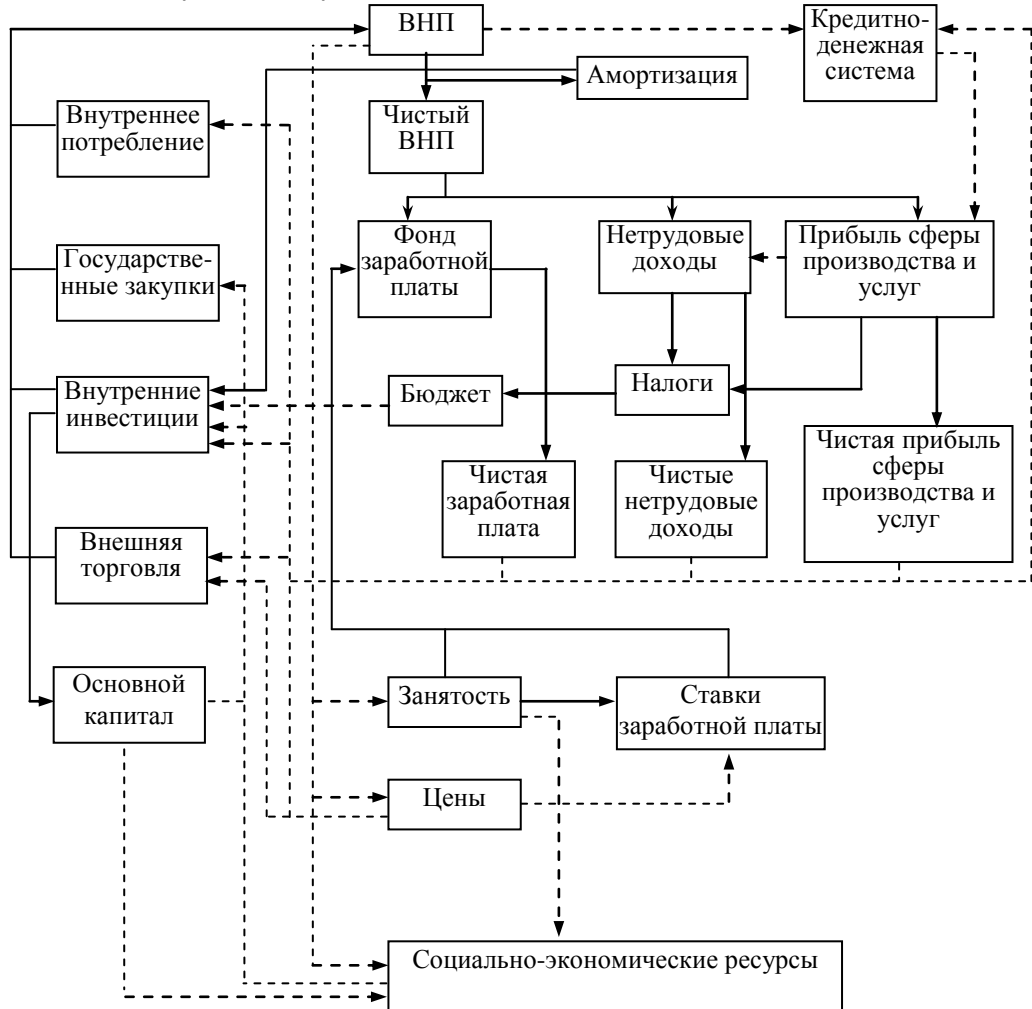 ВНП
Кредитно-
денежная
система
Амортизация
Внутреннее
потребление
Чистый
ВНП
Фонд
заработной
платы
Нетрудовые
доходы
Прибыль сферы
производства и
услуг
Государстве-
нные закупки
Внутренние
инвестиции
Бюджет
Налоги
Чистая прибыль
сферы
производства и
услуг
Чистая
заработная
плата
Чистые
нетрудовые
доходы
Внешняя
торговля
Основной
капитал
Занятость
Ставки
заработной платы
Цены
Социально-экономические ресурсы